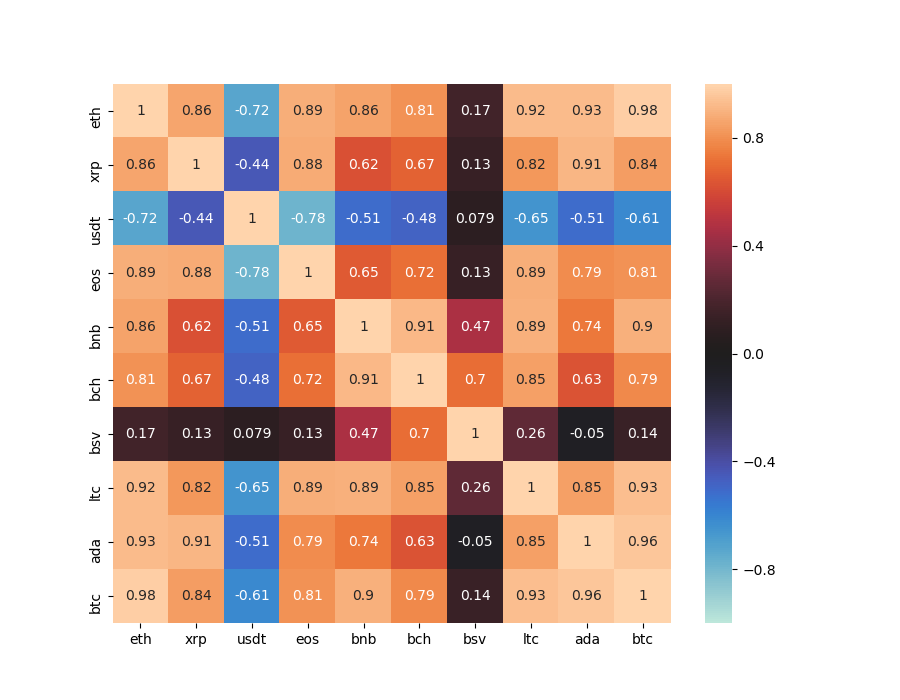 eth 1 0.86 -0.72 0.89 0.86 0.81 0.17 0.92 0.93 0.98
xrp 0.86 1 -0.44 0.88 0.62 0.67 0.13 0.82 0.91 0.84
usdt -0.72 -0.44 1 -0.78 -0.51 -0.48 0.079 -0.65 -0.51 -0.61
eos 0.89 0.88 -0.78 1 0.65 0.72 0.13 0.89 0.79 0.81
bnb 0.86 0.62 -0.51 0.65 1 0.91 0.47 0.89 0.74 0.9
bch 0.81 0.67 -0.48 0.72 0.91 1 0.7 0.85 0.63 0.79
bsv 0.17 0.13 0.079 0.13 0.47 0.7 1 0.26 -0.05 0.14
ltc 0.92 0.82 -0.65 0.89 0.89 0.85 0.26 1 0.85 0.93
ada 0.93 0.91 -0.51 0.79 0.74 0.63 -0.05 0.85 1 0.96
btc 0.98 0.84 -0.61 0.81 0.9 0.79 0.14 0.93 0.96 1
eth xrp usdt eos bnb bch bsv ltc ada btc
0.8
0.4
0.0
−0.4
−0.8